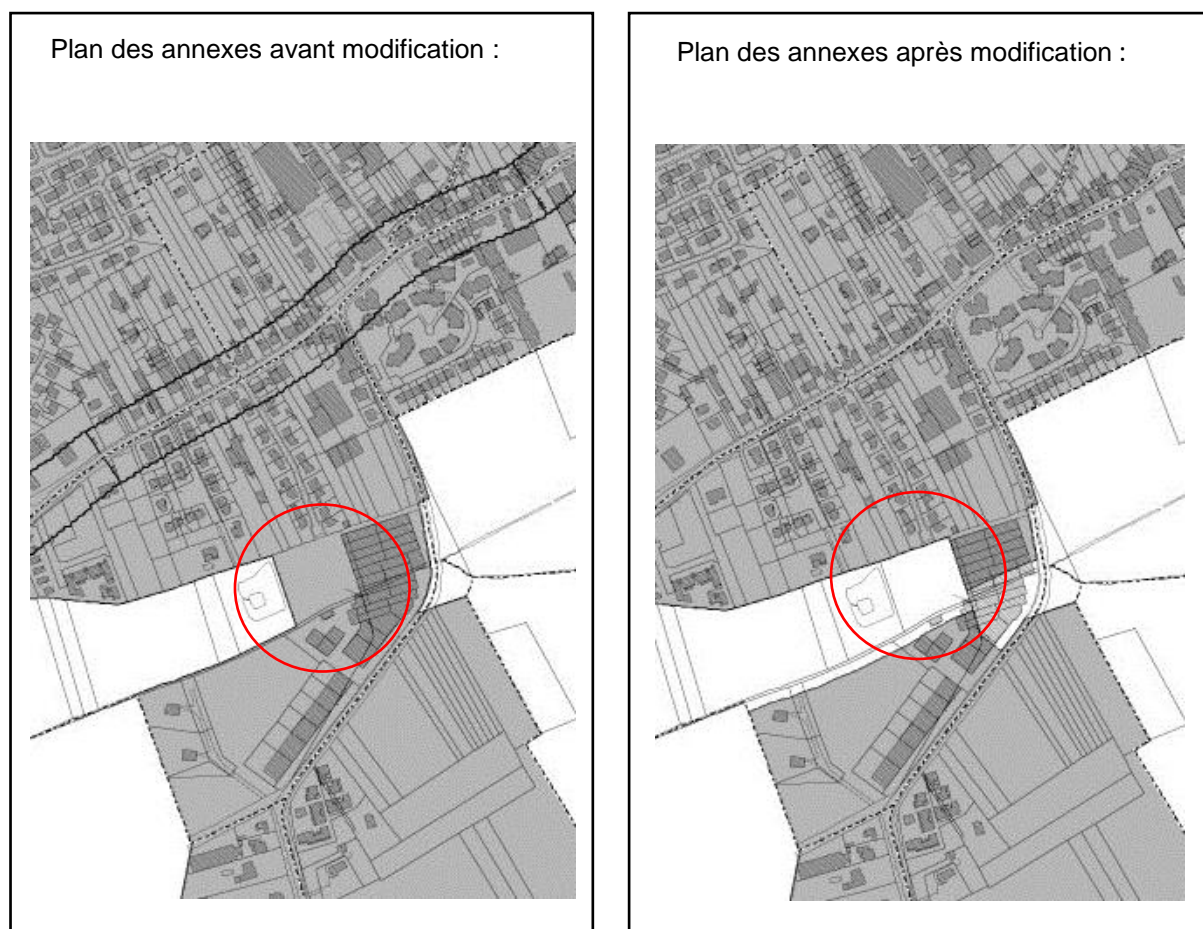 Plan des annexes avant modification :
Plan des annexes après modification :